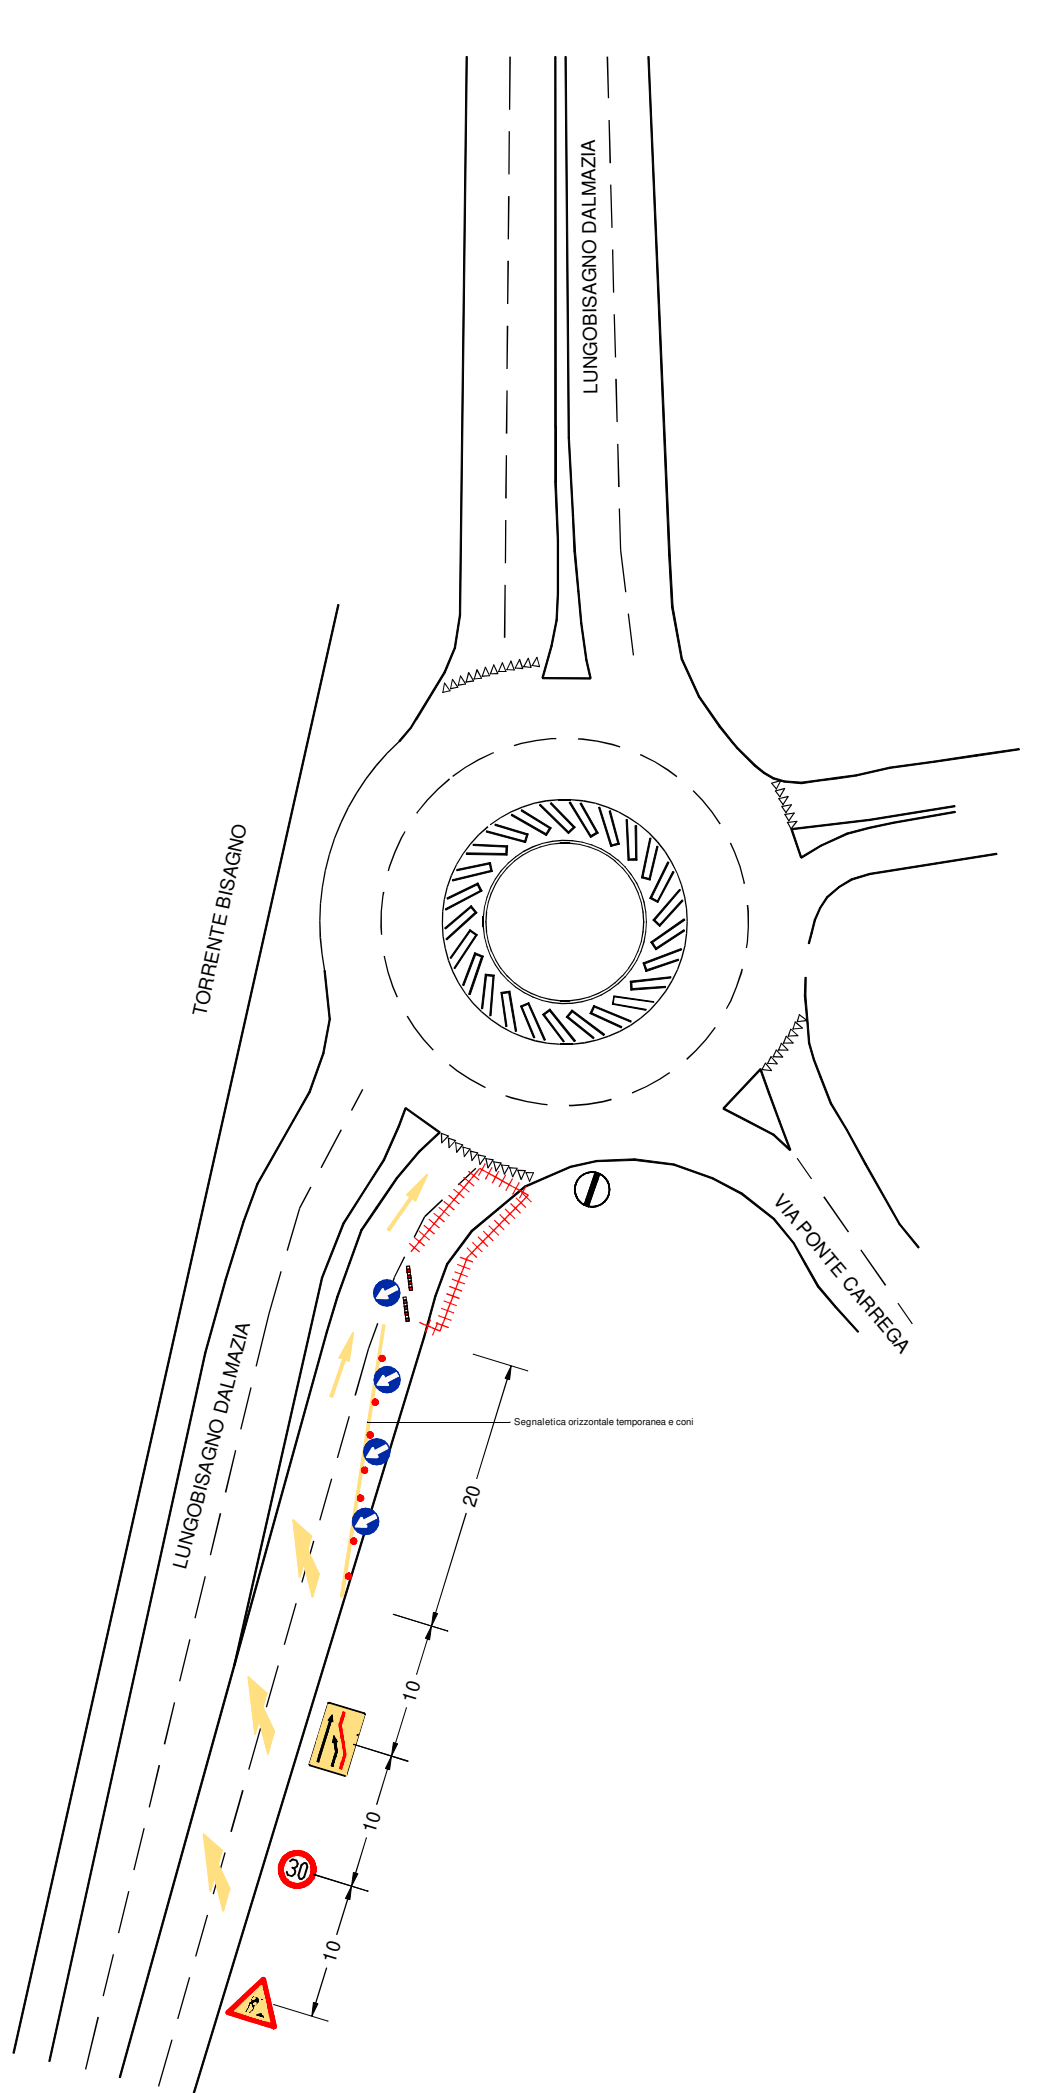 LUNGOBISAGNO DALMAZIA
TORRENTE BISAGNO
VIA PONTE CARREGA
LUNGOBISAGNO DALMAZIA
Segnaletica orizzontale temporanea e coni
20
10
10
30
10